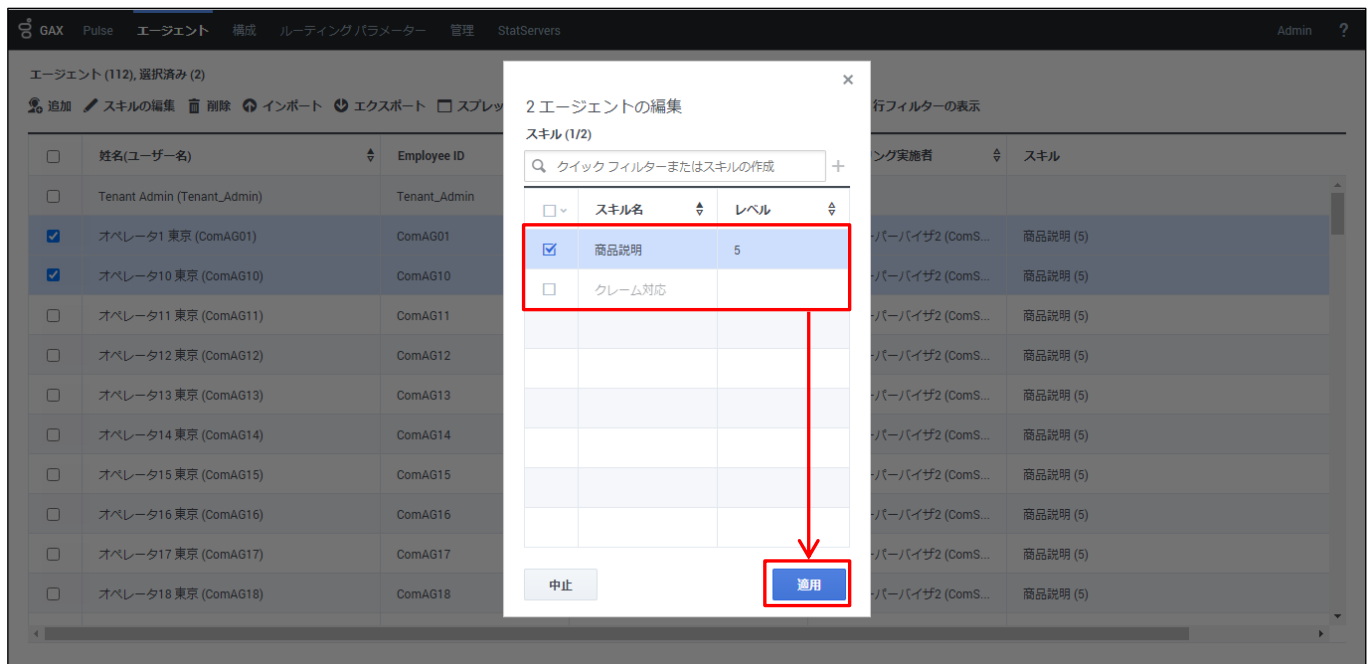 GAX Pulse エージェント 構成 ルーティング パラメーター 管理 StatServers Admin ?
エージェント (112), 選択済み (2)
追加 スキルの編集 削除 インポート エクスポート スプレッ 行フィルターの表示
姓名(ユーザー名) Employee ID ング実施者 スキル
Tenant Admin (Tenant_Admin) Tenant_Admin
オペレータ1 東京 (ComAG01) ComAG01 ーパーバイザ2 (ComS... 商品説明 (5)
オペレータ10 東京 (ComAG10) ComAG10 ーパーバイザ2 (ComS... 商品説明 (5)
オペレータ11 東京 (ComAG11) ComAG11 ーパーバイザ2 (ComS... 商品説明 (5)
オペレータ12 東京 (ComAG12) ComAG12 ーパーバイザ2 (ComS... 商品説明 (5)
オペレータ13 東京 (ComAG13) ComAG13 ーパーバイザ2 (ComS... 商品説明 (5)
オペレータ14 東京 (ComAG14) ComAG14 ーパーバイザ2 (ComS... 商品説明 (5)
オペレータ15 東京 (ComAG15) ComAG15 ーパーバイザ2 (ComS... 商品説明 (5)
オペレータ16 東京 (ComAG16) ComAG16 ーパーバイザ2 (ComS... 商品説明 (5)
オペレータ17 東京 (ComAG17) ComAG17 ーパーバイザ2 (ComS... 商品説明 (5)
オペレータ18 東京 (ComAG18) ComAG18 ーパーバイザ2 (ComS... 商品説明 (5)
2 エージェントの編集
スキル (1/2)
クイック フィルターまたはスキルの作成
スキル名 レベル
商品説明 5
クレーム対応
中止 適用